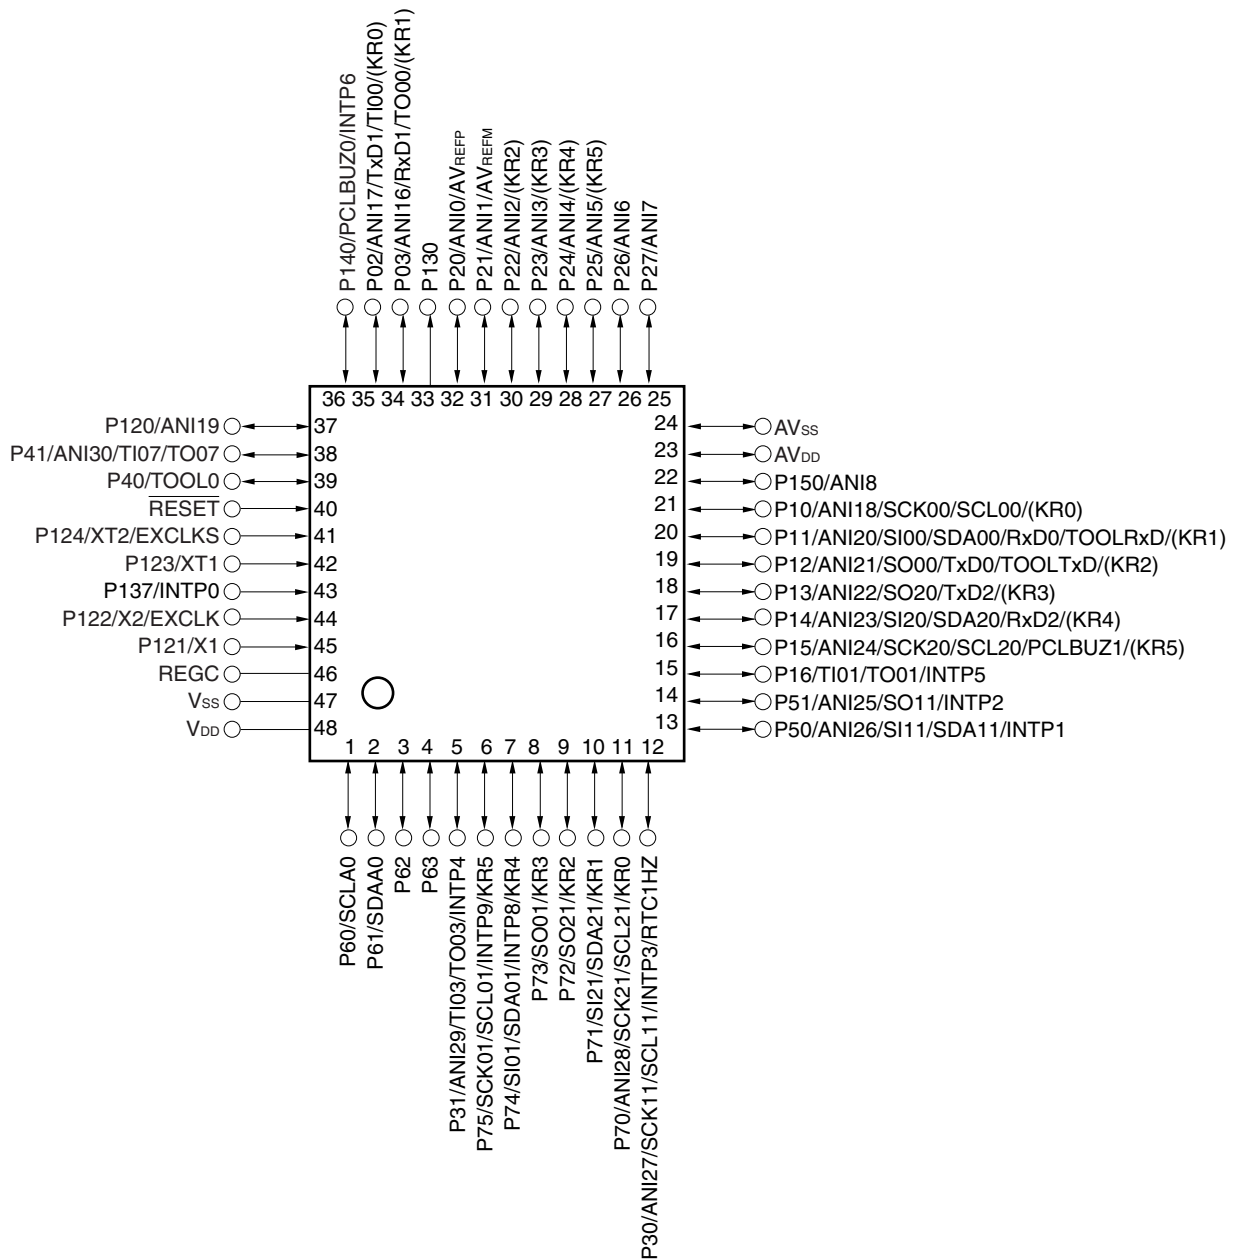 P140/PCLBUZ0/INTP6
P02/ANI17/TxD1/TI00/(KR0)
P03/ANI16/RxD1/TO00/(KR1)
P130
P20/ANI0/AVREFP
P21/ANI1/AVREFM
P22/ANI2/(KR2)
P23/ANI3/(KR3)
P24/ANI4/(KR4)
P25/ANI5/(KR5)
P26/ANI6
P27/ANI7
36 35 34 33 32 31 30 29 28 27 26 25
P120/ANI19 37
P41/ANI30/TI07/TO07 38
P40/TOOL0 39
RESET 40
P124/XT2/EXCLKS 41
P123/XT1 42
P137/INTP0 43
P122/X2/EXCLK 44
P121/X1 45
REGC 46
VSS 47
VDD 48
24 AVSS
23 AVDD
22 P150/ANI8
21 P10/ANI18/SCK00/SCL00/(KR0)
20 P11/ANI20/SI00/SDA00/RxD0/TOOLRxD/(KR1)
19 P12/ANI21/SO00/TxD0/TOOLTxD/(KR2)
18 P13/ANI22/SO20/TxD2/(KR3)
17 P14/ANI23/SI20/SDA20/RxD2/(KR4)
16 P15/ANI24/SCK20/SCL20/PCLBUZ1/(KR5)
15 P16/TI01/TO01/INTP5
14 P51/ANI25/SO11/INTP2
13 P50/ANI26/SI11/SDA11/INTP1
1 2 3 4 5 6 7 8 9 10 11 12
P60/SCLA0
P61/SDAA0
P62
P63
P31/ANI29/TI03/TO03/INTP4
P75/SCK01/SCL01/INTP9/KR5
P74/SI01/SDA01/INTP8/KR4
P73/SO01/KR3
P72/SO21/KR2
P71/SI21/SDA21/KR1
P70/ANI28/SCK21/SCL21/KR0
P30/ANI27/SCK11/SCL11/INTP3/RTC1HZ